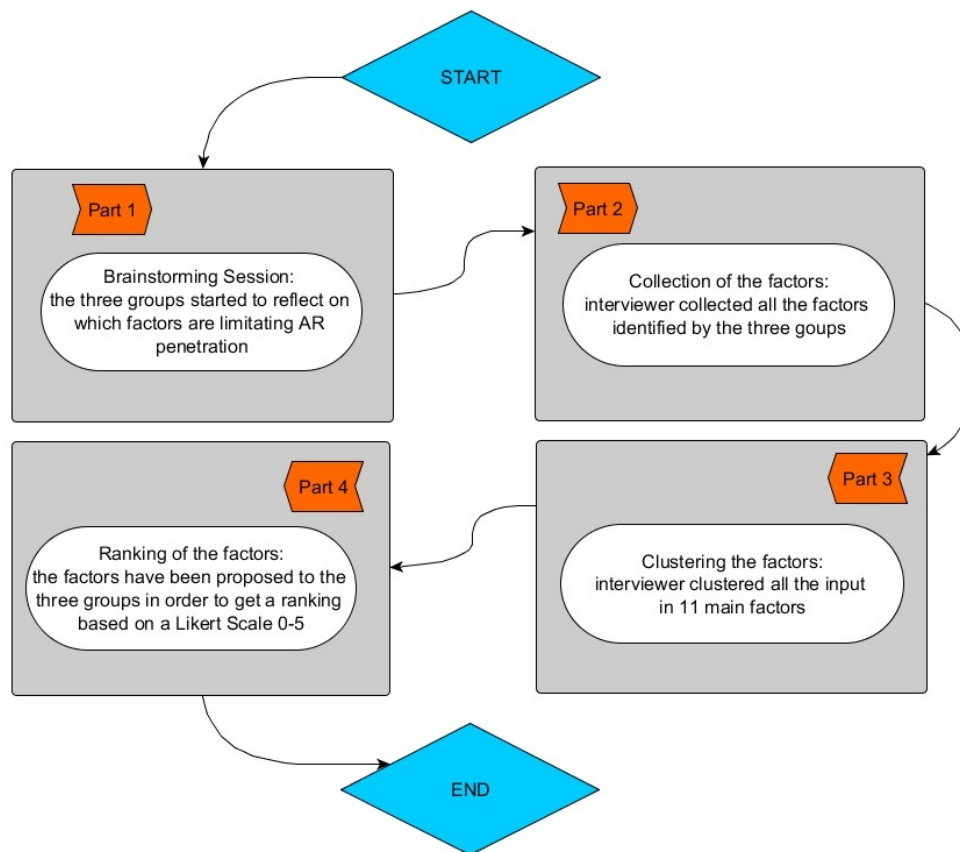 START
Part 1
Brainstorming Session:
the three groups started to reflect on
which factors are limitating AR
penetration
Part 2
Collection of the factors:
interviewer collected all the factors
identified by the three goups
Part 3
Clustering the factors:
interviewer clustered all the input
in 11 main factors
Part 4
Ranking of the factors:
the factors have been proposed to the
three groups in order to get a ranking
based on a Likert Scale 0-5
END